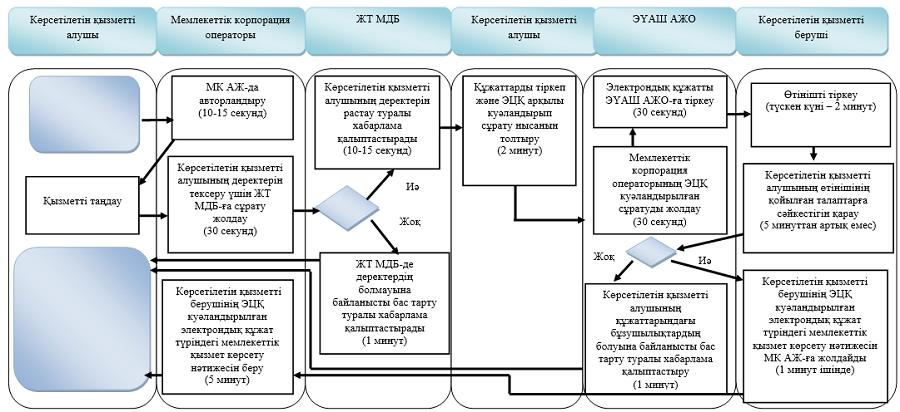 Көрсетілетін қызметті
алушы
Мемлекеттік корпорация
операторы
ЖТ МДБ
Көрсетілетін қызметті
алушы
ЭҮАШ АЖО
Көрсетілетін қызметті
беруші
МК АЖ-да
авторландыру
(10-15 секунд)
Қызметті таңдау
Көрсетілетін қызметті
алушының деректерін
тексеру үшін ЖТ
МДБ-ға сұрату
жолдау
(30 секунд)
Көрсетілетін қызметті
алушының деректерін
растау туралы
хабарлама
қалыптастырады
(10-15 секунд)
Иә
Жоқ
ЖТ МДБ-де
деректердің
болмауына
байланысты бас тарту
туралы хабарлама
қалыптастырады
(1 минут)
Көрсетілетін қызметті
берушінің ЭЦҚ
куәландырылған
электрондық құжат
түріндегі мемлекеттік
қызмет көрсету
нәтижесін беру
(5 минут)
Құжаттарды тіркеп
және ЭЦҚ арқылы
куәландырып
сұрату нысанын
толтыру
(2 минут)
Электрондық құжатты
ЭҮАШ АЖО-ға тіркеу
(30 секунд)
Мемлекеттік
корпорация
операторының ЭЦҚ
куәландырылған
сұратуды жолдау
(30 секунд)
Жоқ
Иә
Көрсетілетін қызметті
алушының
құжаттарындағы
бұзушылықтардың
болуына байланысты бас
тарту туралы хабарлама
қалыптастыру
(1 минут)
Өтінішті тіркеу
(түскен күні – 2 минут)
Көрсетілетін қызметті
алушының өтінішінің
қойылған талаптарға
сәйкестігін қарау
(5 минуттан артық емес)
Көрсетілетін қызметті
берушінің ЭЦҚ
куәландырылған
электрондық құжат
түріндегі мемлекеттік
қызмет көрсету нәтижесін
МК АЖ-ға жолдайды
(1 минут ішінде)